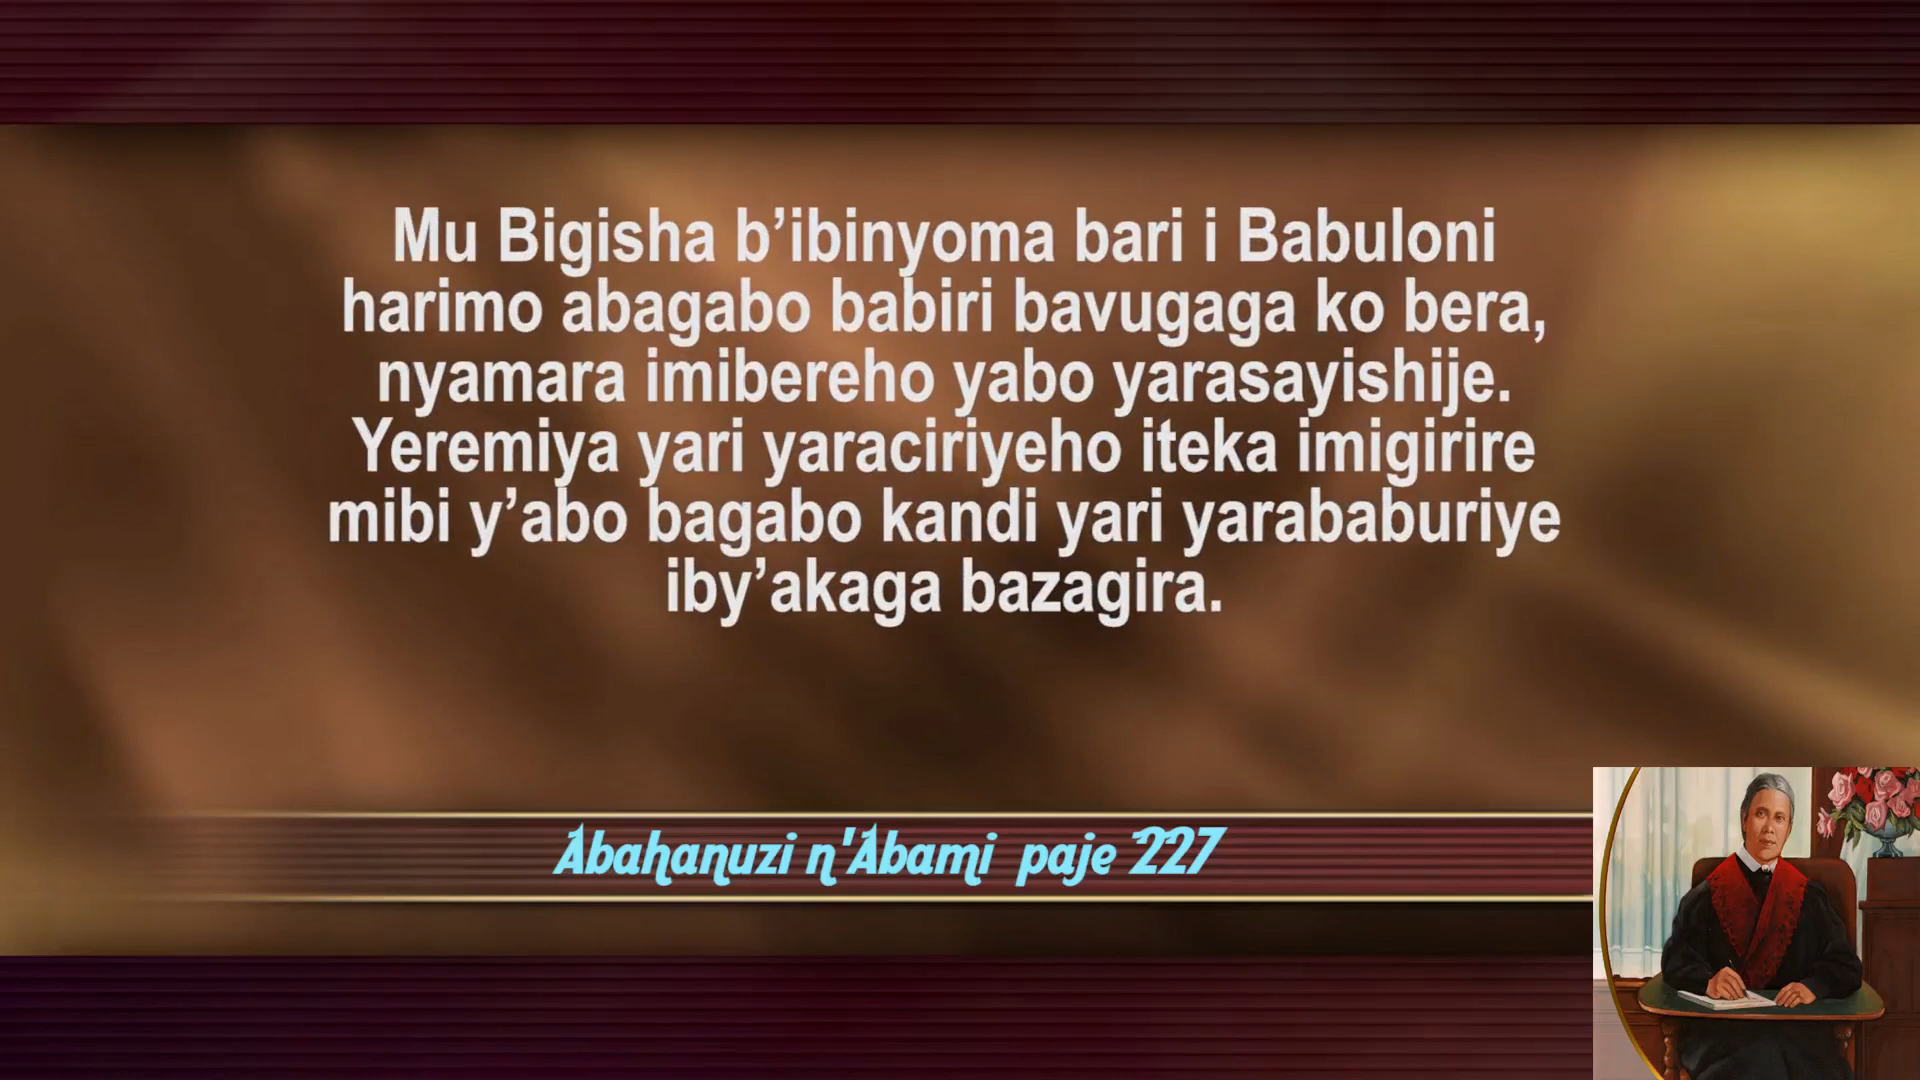 Mu Bigisha b’ibinyoma bari i Babuloni
harimo abagabo babiri bavugaga ko bera,
nyamara imibereho yabo yarasayishije.
Yeremiya yari yaraciriyeho iteka imigirire
mibi y’abo bagabo kandi yari yarababuriye
iby’akaga bazagira.
Abahanuzi n'Abami paje 227